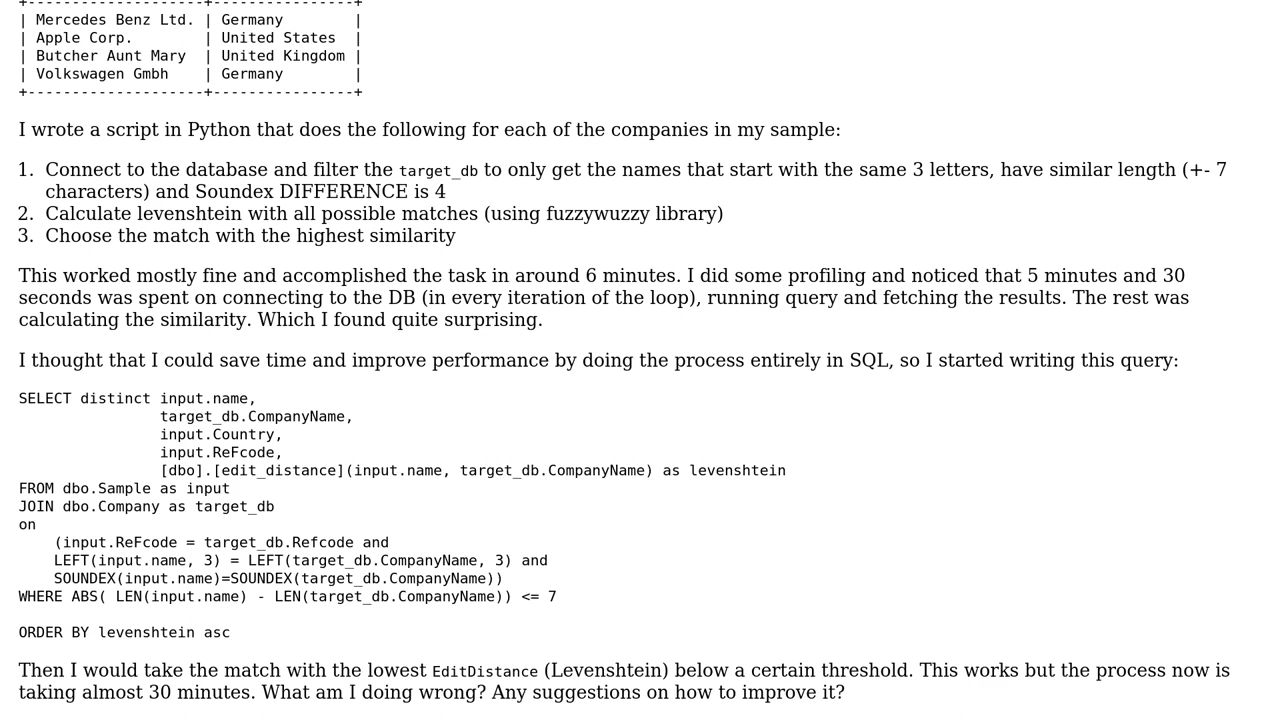 +--------------------+----------------+
| Mercedes Benz Ltd. | Germany        |
| Apple Corp.        | United States  |
| Butcher Aunt Mary  | United Kingdom |
| Volkswagen Gmbh    | Germany        |
+--------------------+----------------+
I wrote a script in Python that does the following for each of the companies in my sample:
1. Connect to the database and filter the target_db to only get the names that start with the same 3 letters, have similar length (+- 7
characters) and Soundex DIFFERENCE is 4
2. Calculate levenshtein with all possible matches (using fuzzywuzzy library)
3. Choose the match with the highest similarity
This worked mostly fine and accomplished the task in around 6 minutes. I did some profiling and noticed that 5 minutes and 30
seconds was spent on connecting to the DB (in every iteration of the loop), running query and fetching the results. The rest was
calculating the similarity. Which I found quite surprising.
I thought that I could save time and improve performance by doing the process entirely in SQL, so I started writing this query:
SELECT distinct input.name,
                target_db.CompanyName,
                input.Country,
                input.ReFcode,
                [dbo].[edit_distance](input.name, target_db.CompanyName) as levenshtein
FROM dbo.Sample as input
JOIN dbo.Company as target_db
on
    (input.ReFcode = target_db.Refcode and
    LEFT(input.name, 3) = LEFT(target_db.CompanyName, 3) and
    SOUNDEX(input.name)=SOUNDEX(target_db.CompanyName))
WHERE ABS( LEN(input.name) - LEN(target_db.CompanyName)) <= 7
ORDER BY levenshtein asc
Then I would take the match with the lowest EditDistance (Levenshtein) below a certain threshold. This works but the process now is
taking almost 30 minutes. What am I doing wrong? Any suggestions on how to improve it?